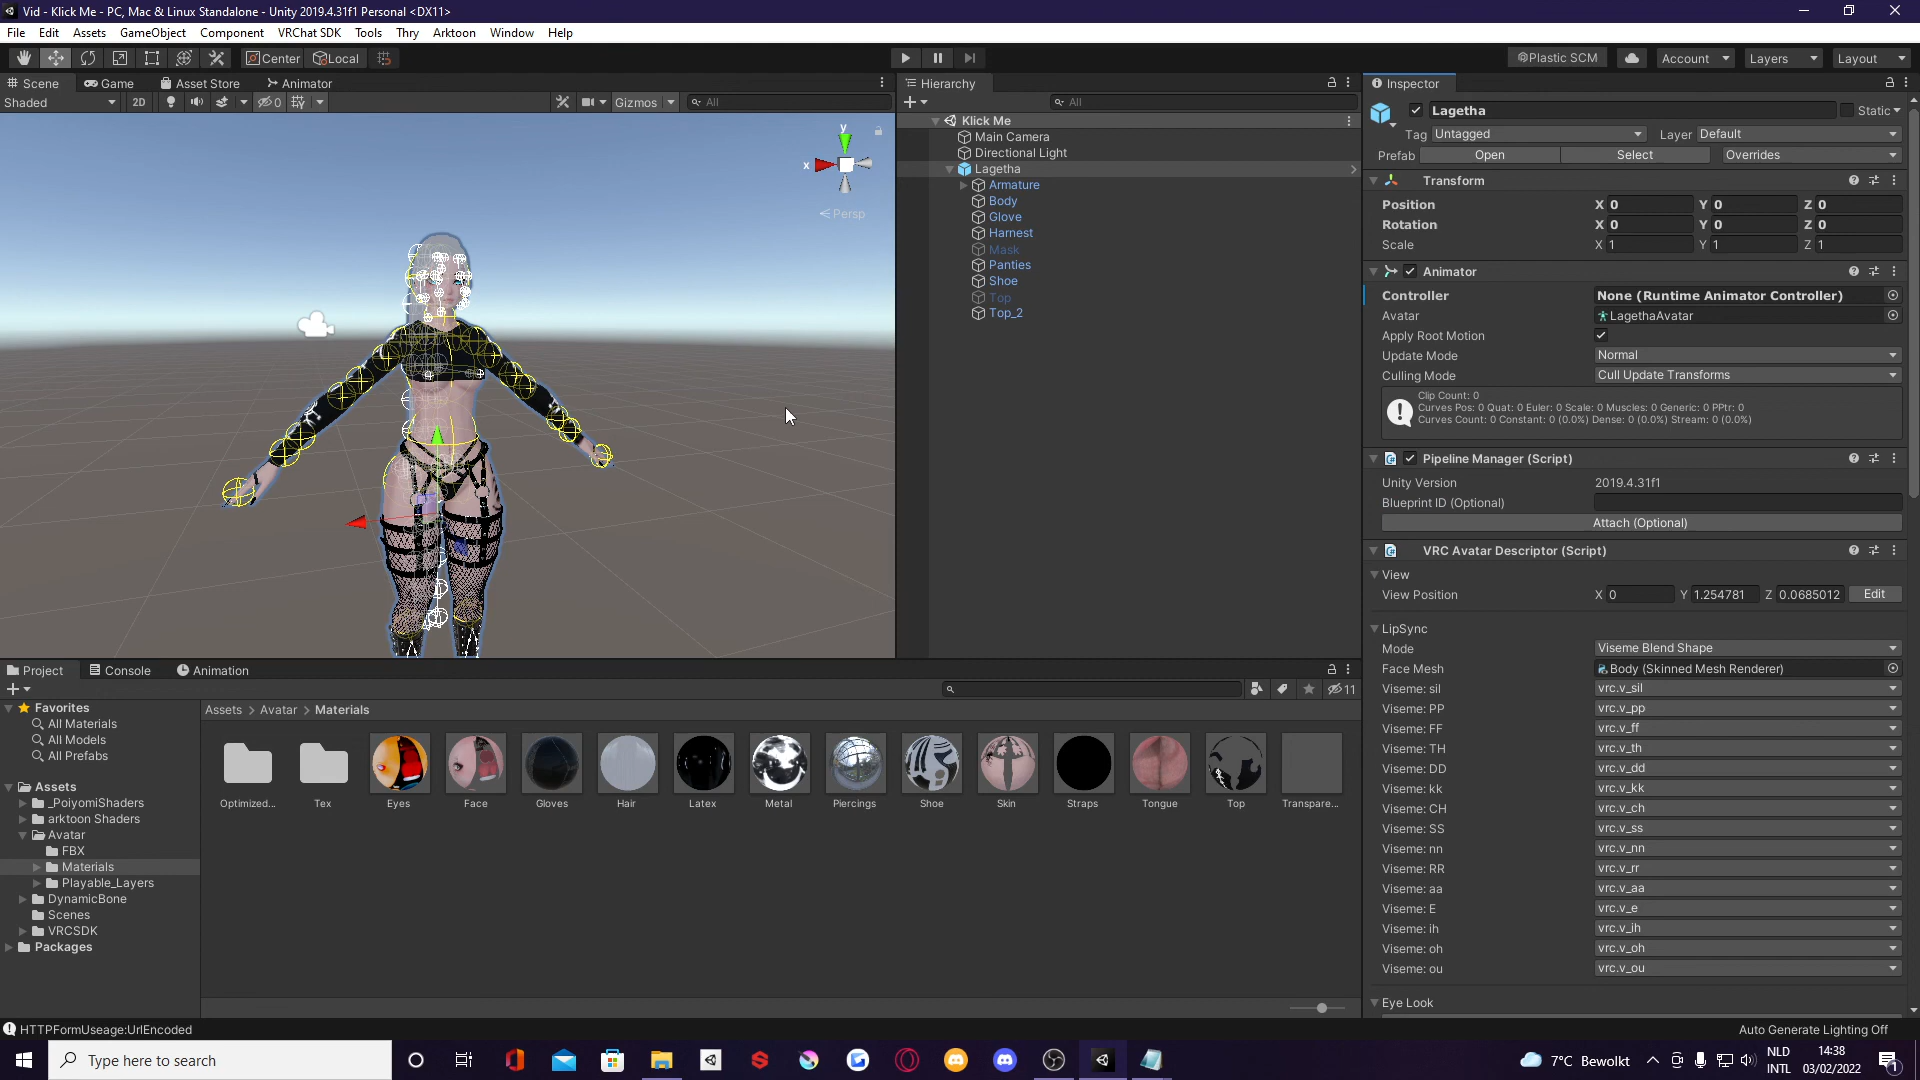 Vid - Klick Me - PC, Mac & Linux Standalone - Unity 2019.4.31f1 Personal <DX11>
File Edit Assets GameObject Component VRChat SDK Tools Thry Arktoon Window Help
Center Local Plastic SCM Account Layers Layout
Scene Game Asset Store Animator
Shaded 2D 0 Gizmos All
y
x
Persp
Hierarchy
All
Klick Me
Main Camera
Directional Light
Lagetha
Armature
Body
Glove
Harnest
Mask
Panties
Shoe
Top
Top_2
Inspector
Lagetha Static
Tag Untagged Layer Default
Prefab Open Select Overrides
Transform
Position X 0 Y 0 Z 0
Rotation X 0 Y 0 Z 0
Scale X 1 Y 1 Z 1
Animator
Controller None (Runtime Animator Controller)
Avatar LagethaAvatar
Apply Root Motion
Update Mode Normal
Culling Mode Cull Update Transforms
Clip Count: 0
Curves Pos: 0 Quat: 0 Euler: 0 Scale: 0 Muscles: 0 Generic: 0 PPtr: 0
Curves Count: 0 Constant: 0 (0.0%) Dense: 0 (0.0%) Stream: 0 (0.0%)
Pipeline Manager (Script)
Unity Version 2019.4.31f1
Blueprint ID (Optional)
Attach (Optional)
VRC Avatar Descriptor (Script)
View
View Position X 0 Y 1.254781 Z 0.0685012 Edit
LipSync
Mode Viseme Blend Shape
Face Mesh Body (Skinned Mesh Renderer)
Viseme: sil vrc.v_sil
Viseme: PP vrc.v_pp
Viseme: FF vrc.v_ff
Viseme: TH vrc.v_th
Viseme: DD vrc.v_dd
Viseme: kk vrc.v_kk
Viseme: CH vrc.v_ch
Viseme: SS vrc.v_ss
Viseme: nn vrc.v_nn
Viseme: RR vrc.v_rr
Viseme: aa vrc.v_aa
Viseme: E vrc.v_e
Viseme: ih vrc.v_ih
Viseme: oh vrc.v_oh
Viseme: ou vrc.v_ou
Eye Look
Project Console Animation
11
Favorites
All Materials
All Models
All Prefabs
Assets
_PoiyomiShaders
arktoon Shaders
Avatar
FBX
Materials
Playable_Layers
DynamicBone
Scenes
VRCSDK
Packages
Assets > Avatar > Materials
Optimized... Tex Eyes Face Gloves Hair Latex Metal Piercings Shoe Skin Straps Tongue Top Transpare...
HTTPFormUseage:UrlEncoded
Auto Generate Lighting Off
Type here to search
7°C Bewolkt
NLD
INTL
14:38
03/02/2022
1